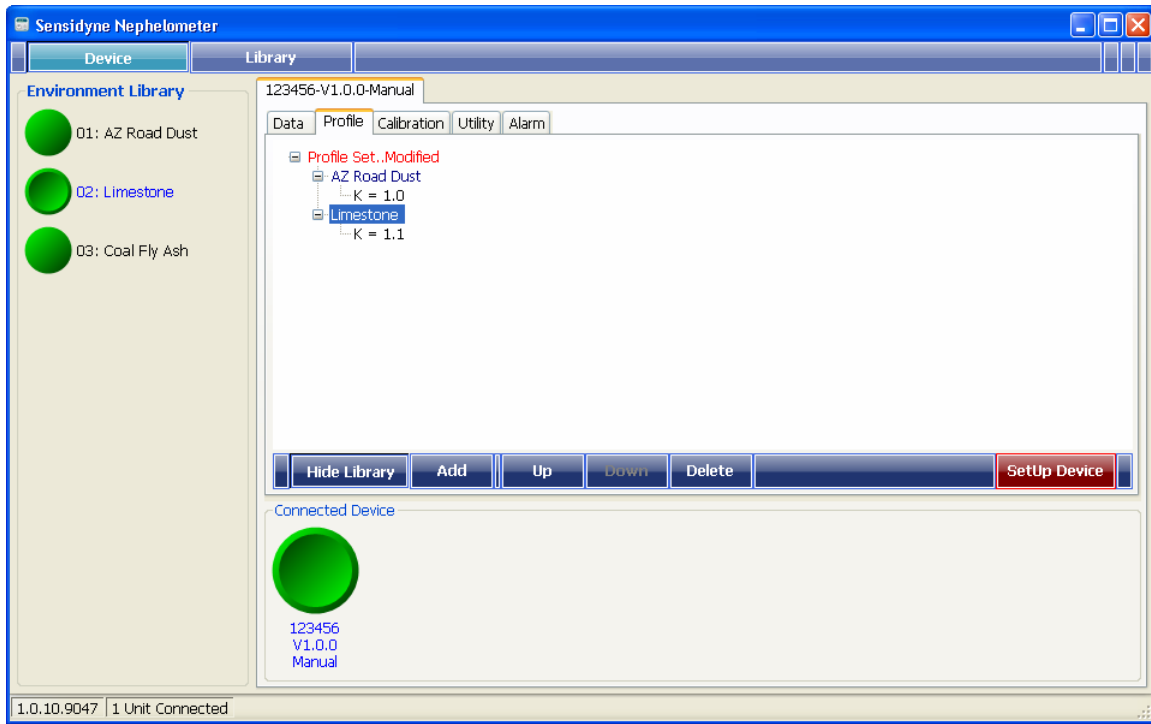 Sensidyne Nephelometer
Device Library
Environment Library
01: AZ Road Dust
02: Limestone
03: Coal Fly Ash
123456-V1.0.0-Manual
Data Profile Calibration Utility Alarm
Profile Set..Modified
AZ Road Dust
K = 1.0
Limestone
K = 1.1
Hide Library Add Up Down Delete SetUp Device
Connected Device
123456
V1.0.0
Manual
1.0.10.9047 1 Unit Connected